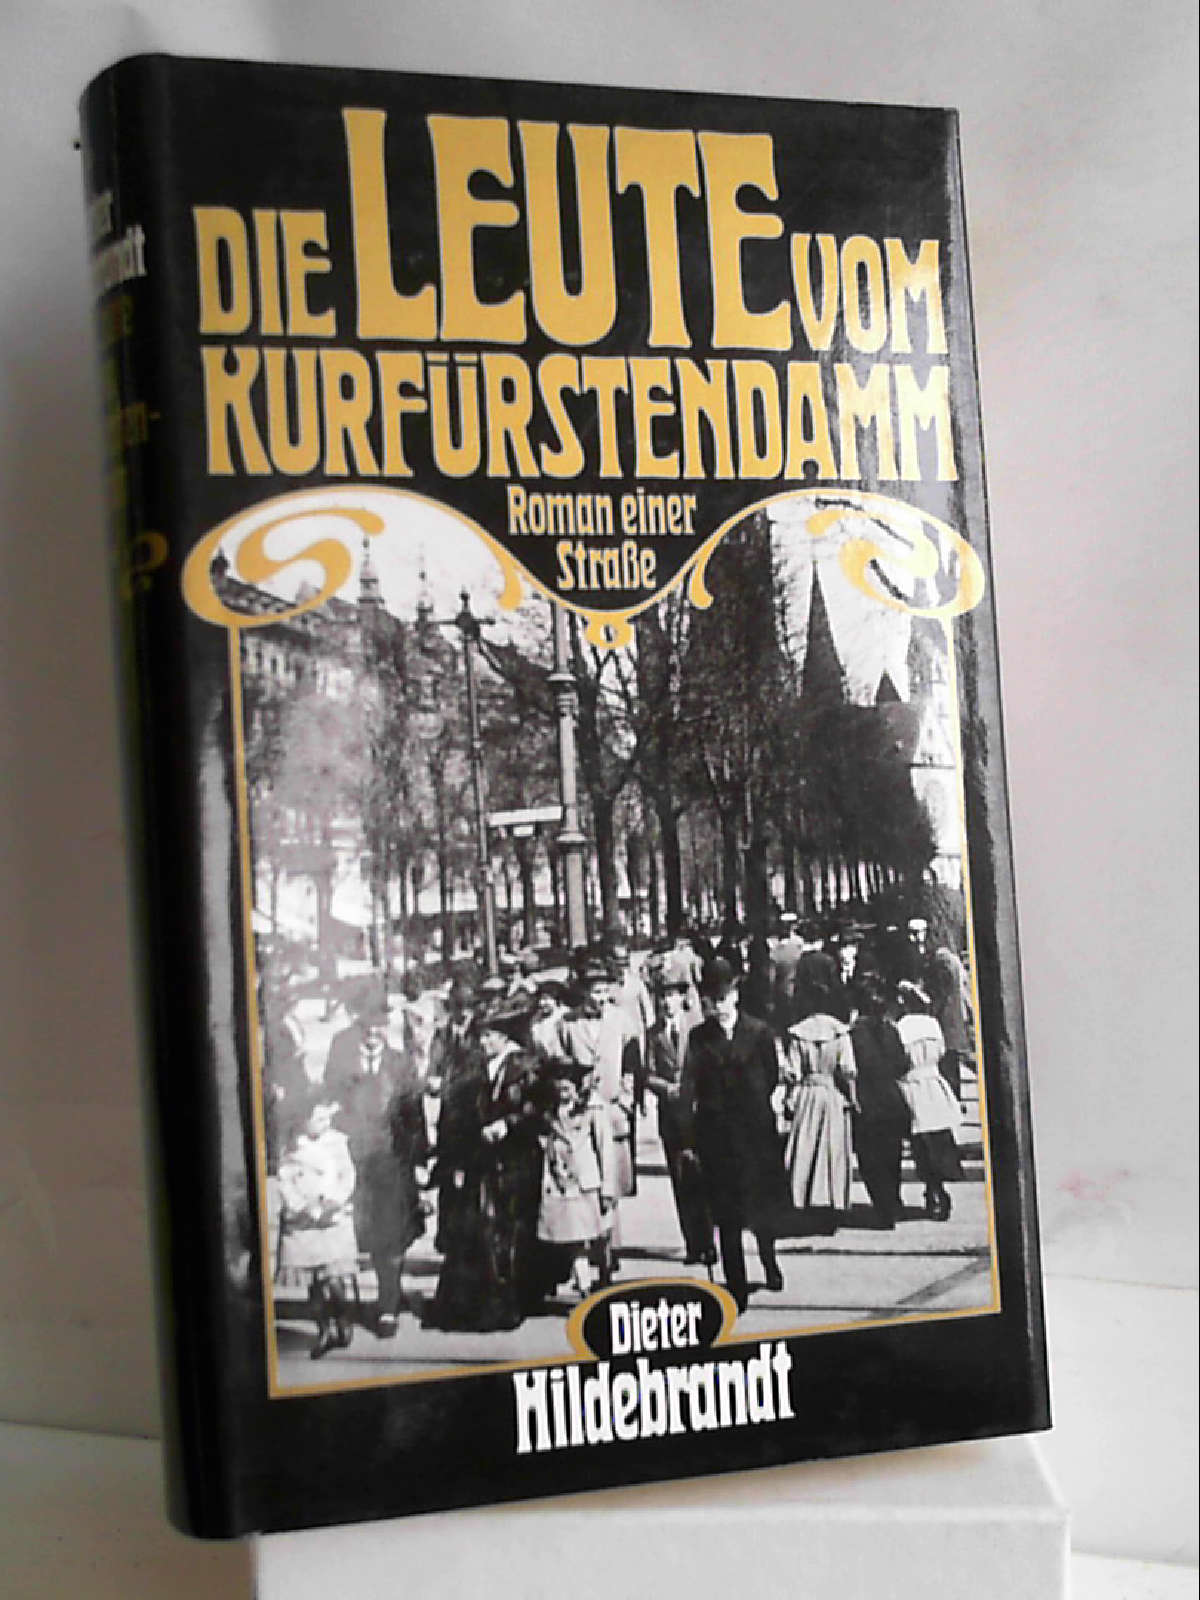 DIE LEUTE VOM
KURFÜRSTENDAMM
Roman einer
Straße
Dieter
Hildebrandt